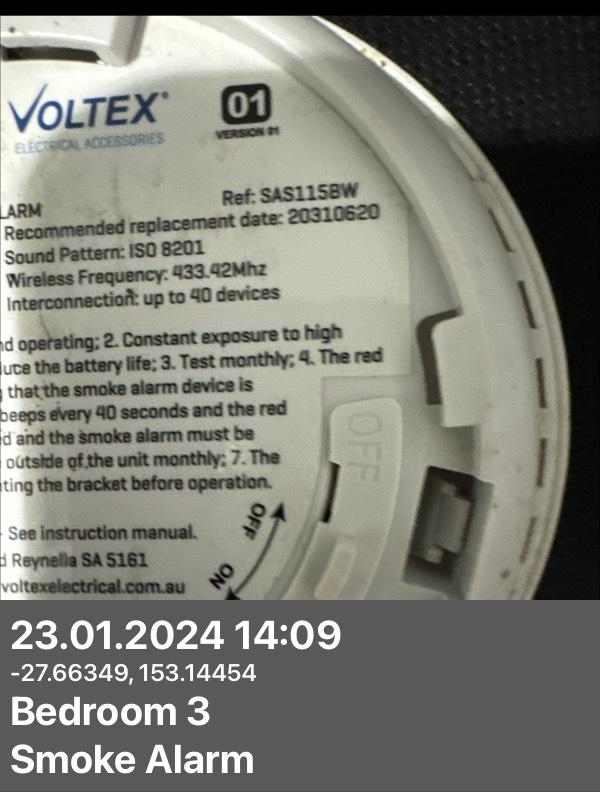 VOLTEX
ELECTRICAL ACCESSORIES
01
VERSION 01
LARM
Ref: SAS115BW
Recommended replacement date: 20310620
Sound Pattern: ISO 8201
Wireless Frequency: 433.42Mhz
Interconnection: up to 40 devices
nd operating; 2. Constant exposure to high
uce the battery life; 3. Test monthly; 4. The red
that the smoke alarm device is
beeps every 40 seconds and the red
d and the smoke alarm must be
outside of the unit monthly; 7. The
ting the bracket before operation.
- See instruction manual.
d Reynella SA 5161
voltexelectrical.com.au
OFF
OFF
ON
23.01.2024 14:09
-27.66349, 153.14454
Bedroom 3
Smoke Alarm